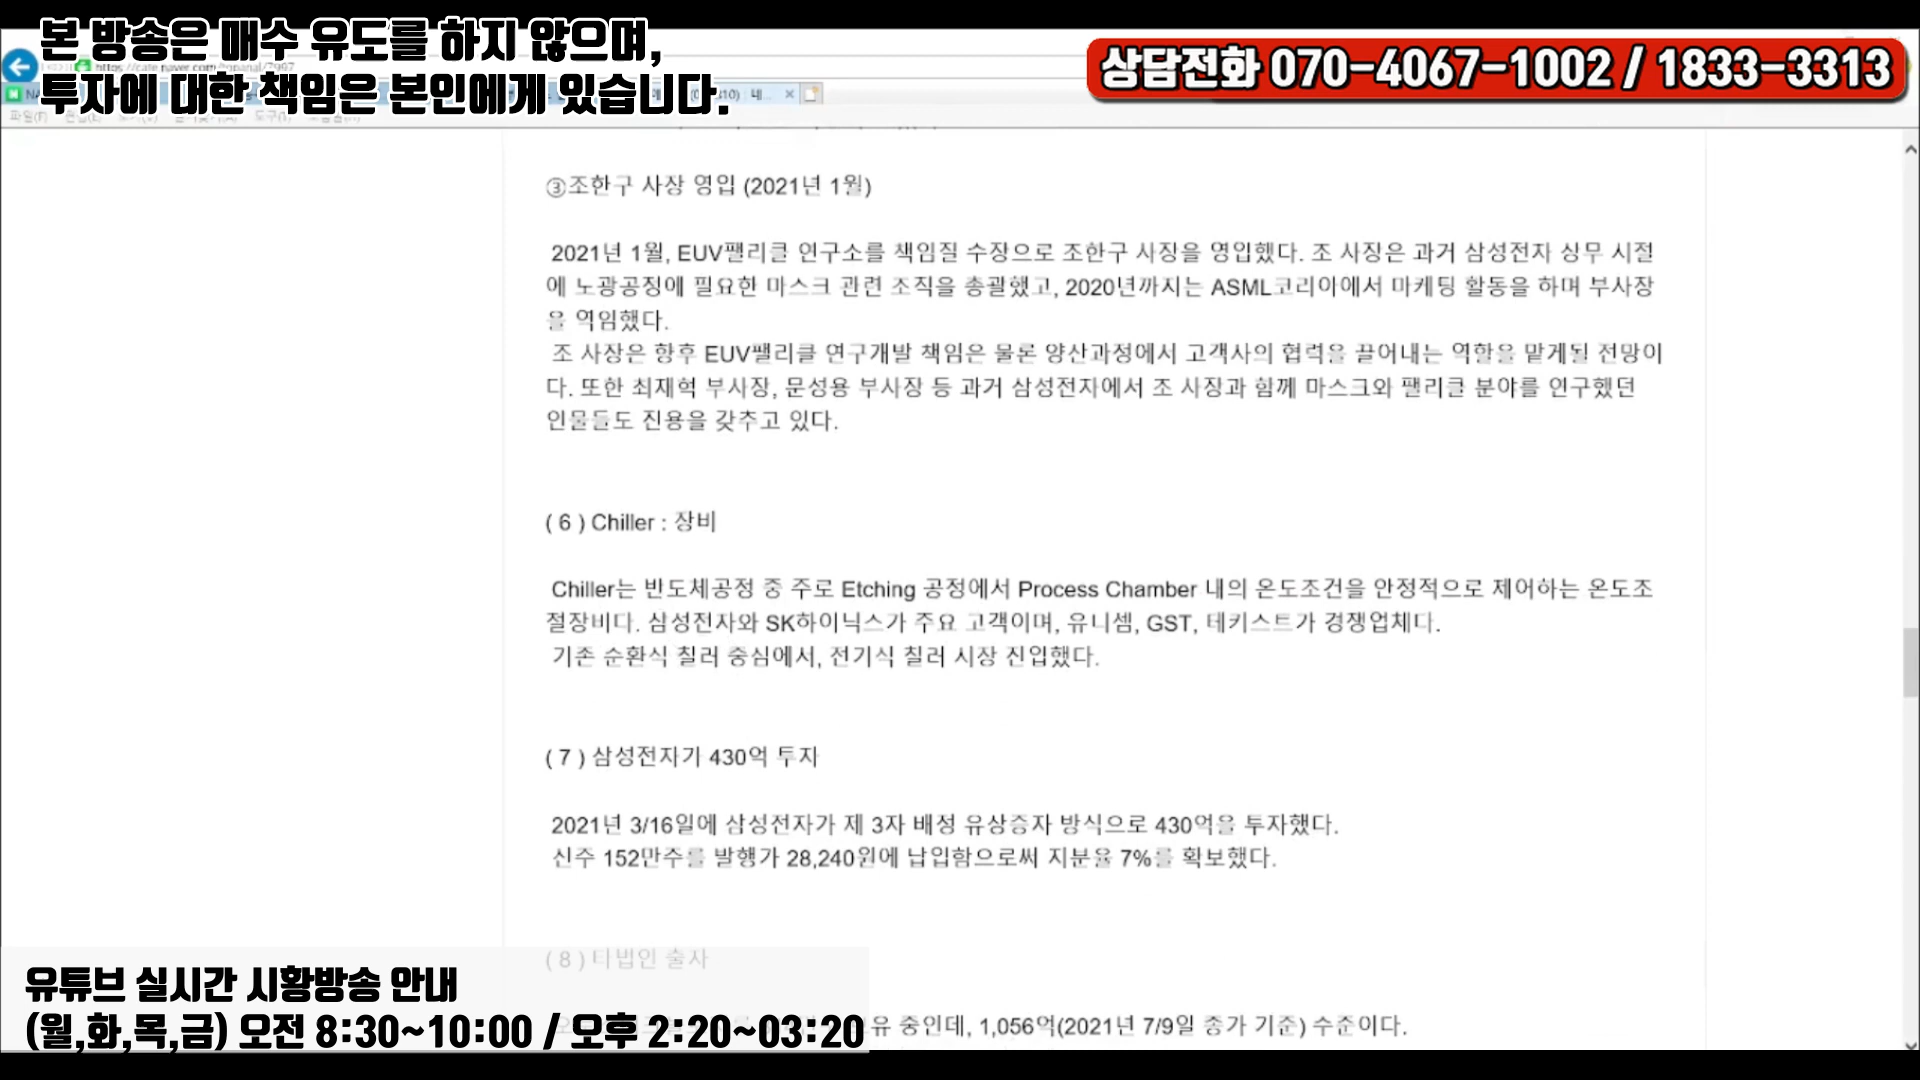 본 방송은 매수 유도를 하지 않으며,
투자에 대한 책임은 본인에게 있습니다.
상담전화 070-4067-1002 / 1833-3313
③조한구 사장 영입 (2021년 1월)
2021년 1월, EUV팰리클 연구소를 책임질 수장으로 조한구 사장을 영입했다. 조 사장은 과거 삼성전자 상무 시절
에 노광공정에 필요한 마스크 관련 조직을 총괄했고, 2020년까지는 ASML코리아에서 마케팅 활동을 하며 부사장
을 역임했다.
조 사장은 향후 EUV팰리클 연구개발 책임은 물론 양산과정에서 고객사의 협력을 끌어내는 역할을 맡게될 전망이
다. 또한 최재혁 부사장, 문성용 부사장 등 과거 삼성전자에서 조 사장과 함께 마스크와 팰리클 분야를 연구했던
인물들도 진용을 갖추고 있다.
( 6 ) Chiller : 장비
Chiller는 반도체공정 중 주로 Etching 공정에서 Process Chamber 내의 온도조건을 안정적으로 제어하는 온도조
절장비다. 삼성전자와 SK하이닉스가 주요 고객이며, 유니셈, GST, 테키스트가 경쟁업체다.
기존 순환식 칠러 중심에서, 전기식 칠러 시장 진입했다.
( 7 ) 삼성전자가 430억 투자
2021년 3/16일에 삼성전자가 제 3자 배정 유상증자 방식으로 430억을 투자했다.
신주 152만주를 발행가 28,240원에 납입함으로써 지분율 7%를 확보했다.
( 8 ) 타법인 출자
중인데, 1,056억(2021년 7/9일 종가 기준) 수준이다.
유튜브 실시간 시황방송 안내
(월,화,목,금) 오전 8:30~10:00 / 오후 2:20~03:20